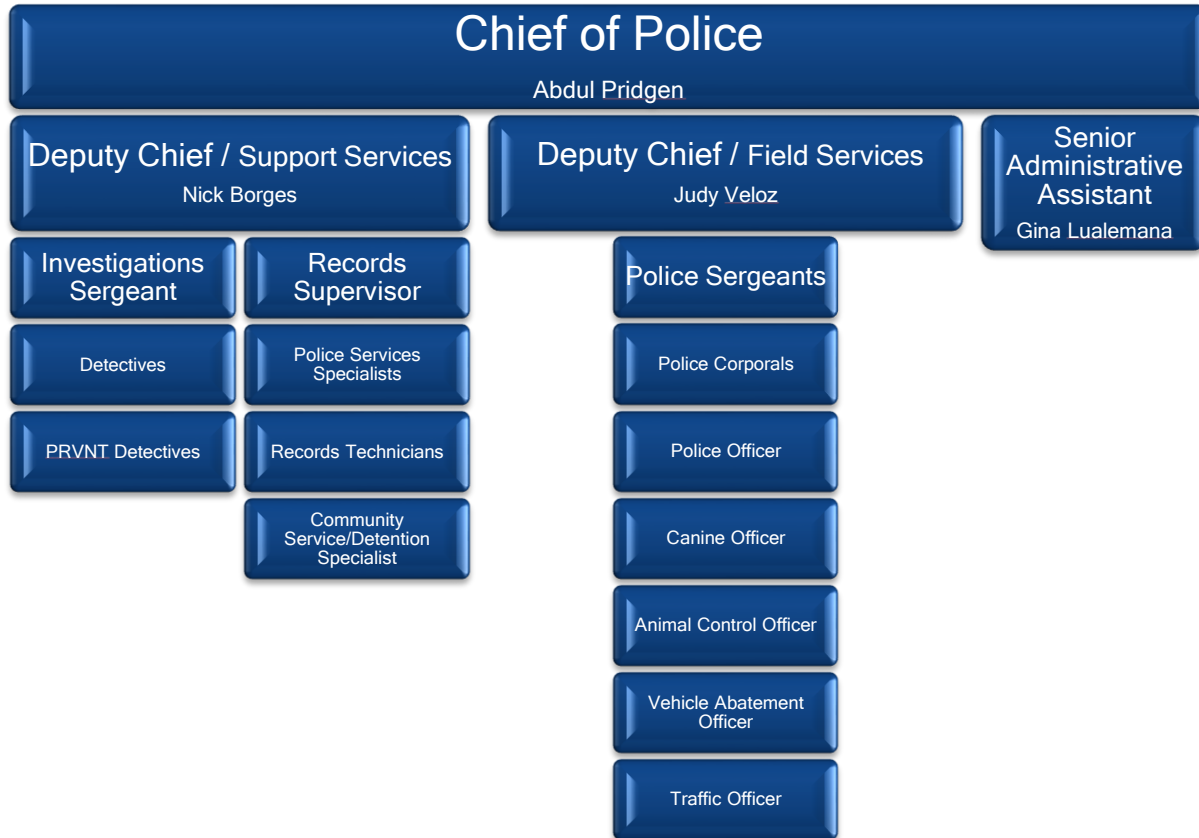 Chief of Police
Abdul Pridgen
Deputy Chief / Support Services
Nick Borges
Deputy Chief / Field Services
Judy Veloz
Senior
Administrative
Assistant
Gina Lualemana
Investigations
Sergeant
Detectives
PRVNT Detectives
Records
Supervisor
Police Services
Specialists
Records Technicians
Community
Service/Detention
Specialist
Police Sergeants
Police Corporals
Police Officer
Canine Officer
Animal Control Officer
Vehicle Abatement
Officer
Traffic Officer